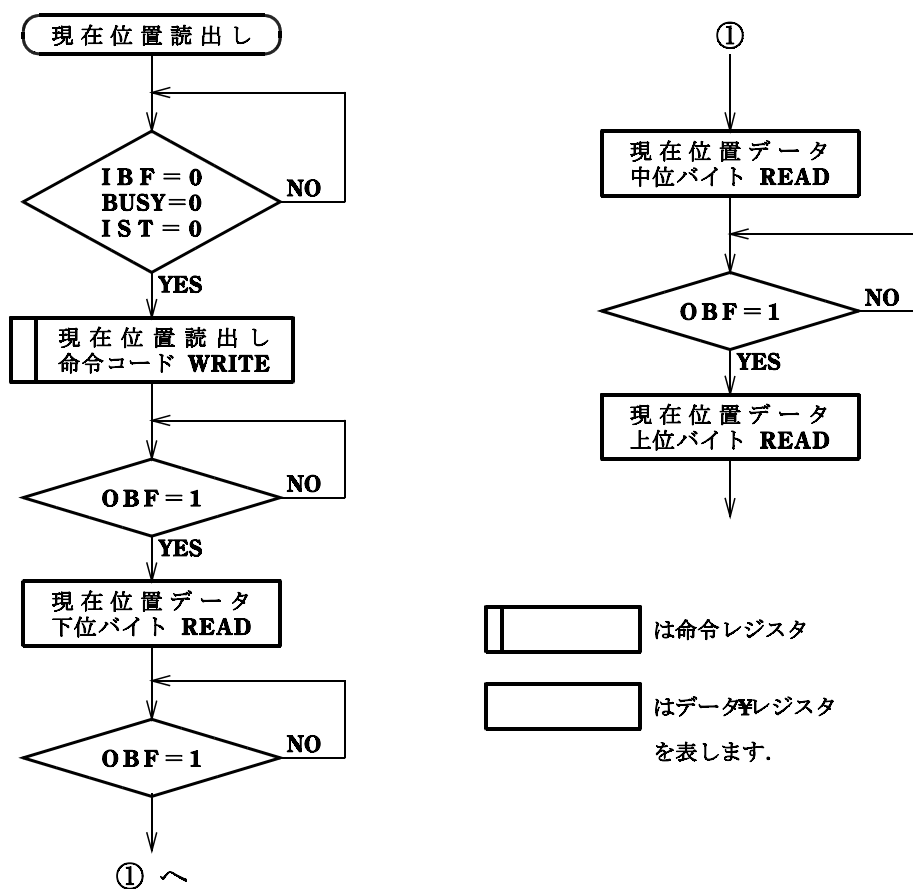 現在位置読出し
IBF=0
BUSY=0
IST=0
NO
YES
現在位置読出し
命令コード WRITE
OBF=1
NO
YES
現在位置データ
下位バイト READ
OBF=1
NO
① へ
①
現在位置データ
中位バイト READ
OBF=1
NO
YES
現在位置データ
上位バイト READ
は命令レジスタ
はデータ¥レジスタ
を表します.